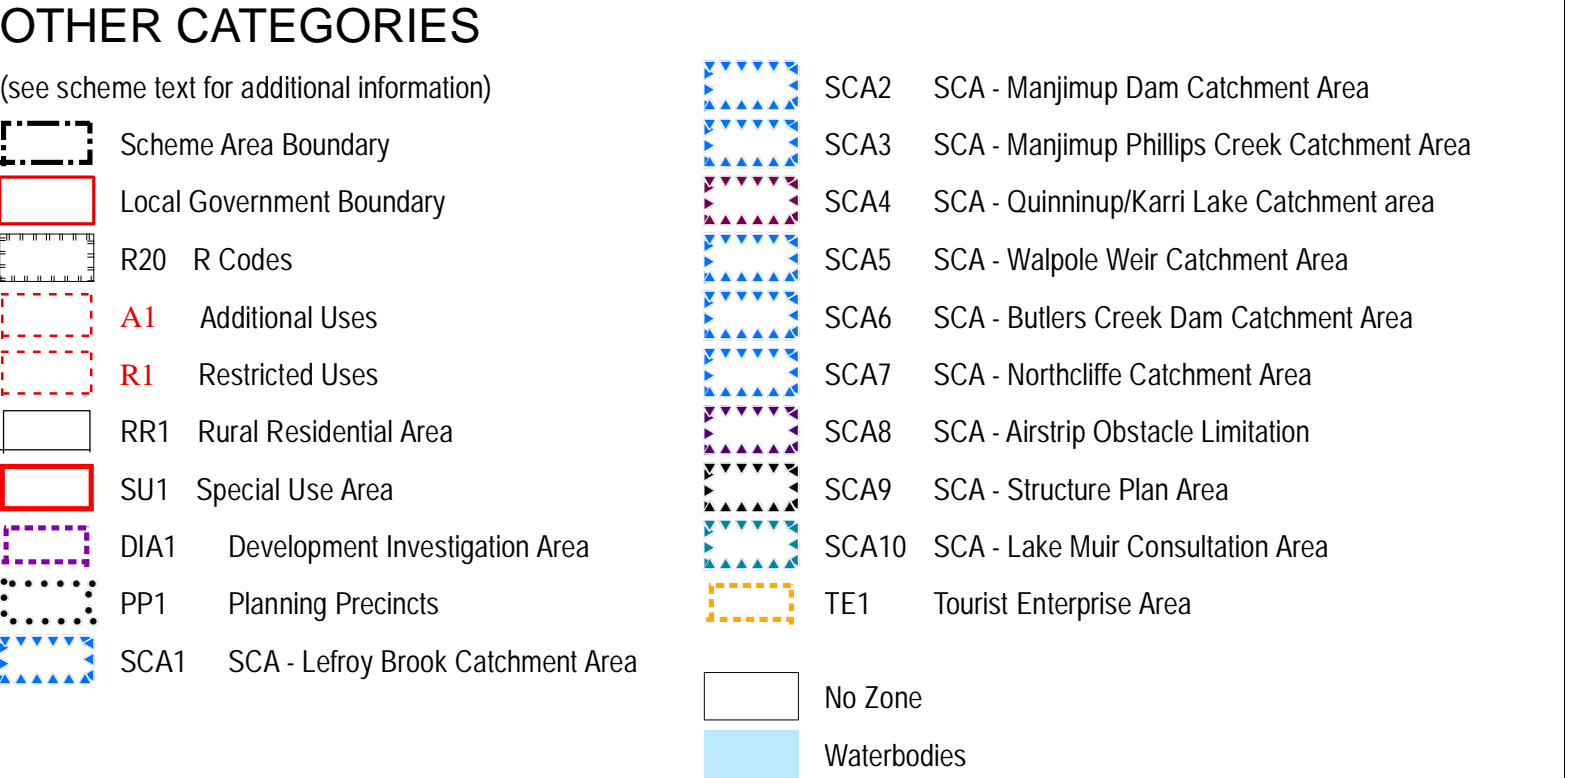 OTHER CATEGORIES
(see scheme text for additional information)
Scheme Area Boundary
Local Government Boundary
R20 R Codes
A1 Additional Uses
R1 Restricted Uses
RR1 Rural Residential Area
SU1 Special Use Area
DIA1 Development Investigation Area
PP1 Planning Precincts
SCA1 SCA - Lefroy Brook Catchment Area
SCA2 SCA - Manjimup Dam Catchment Area
SCA3 SCA - Manjimup Phillips Creek Catchment Area
SCA4 SCA - Quinninup/Karri Lake Catchment area
SCA5 SCA - Walpole Weir Catchment Area
SCA6 SCA - Butlers Creek Dam Catchment Area
SCA7 SCA - Northcliffe Catchment Area
SCA8 SCA - Airstrip Obstacle Limitation
SCA9 SCA - Structure Plan Area
SCA10 SCA - Lake Muir Consultation Area
TE1 Tourist Enterprise Area
No Zone
Waterbodies